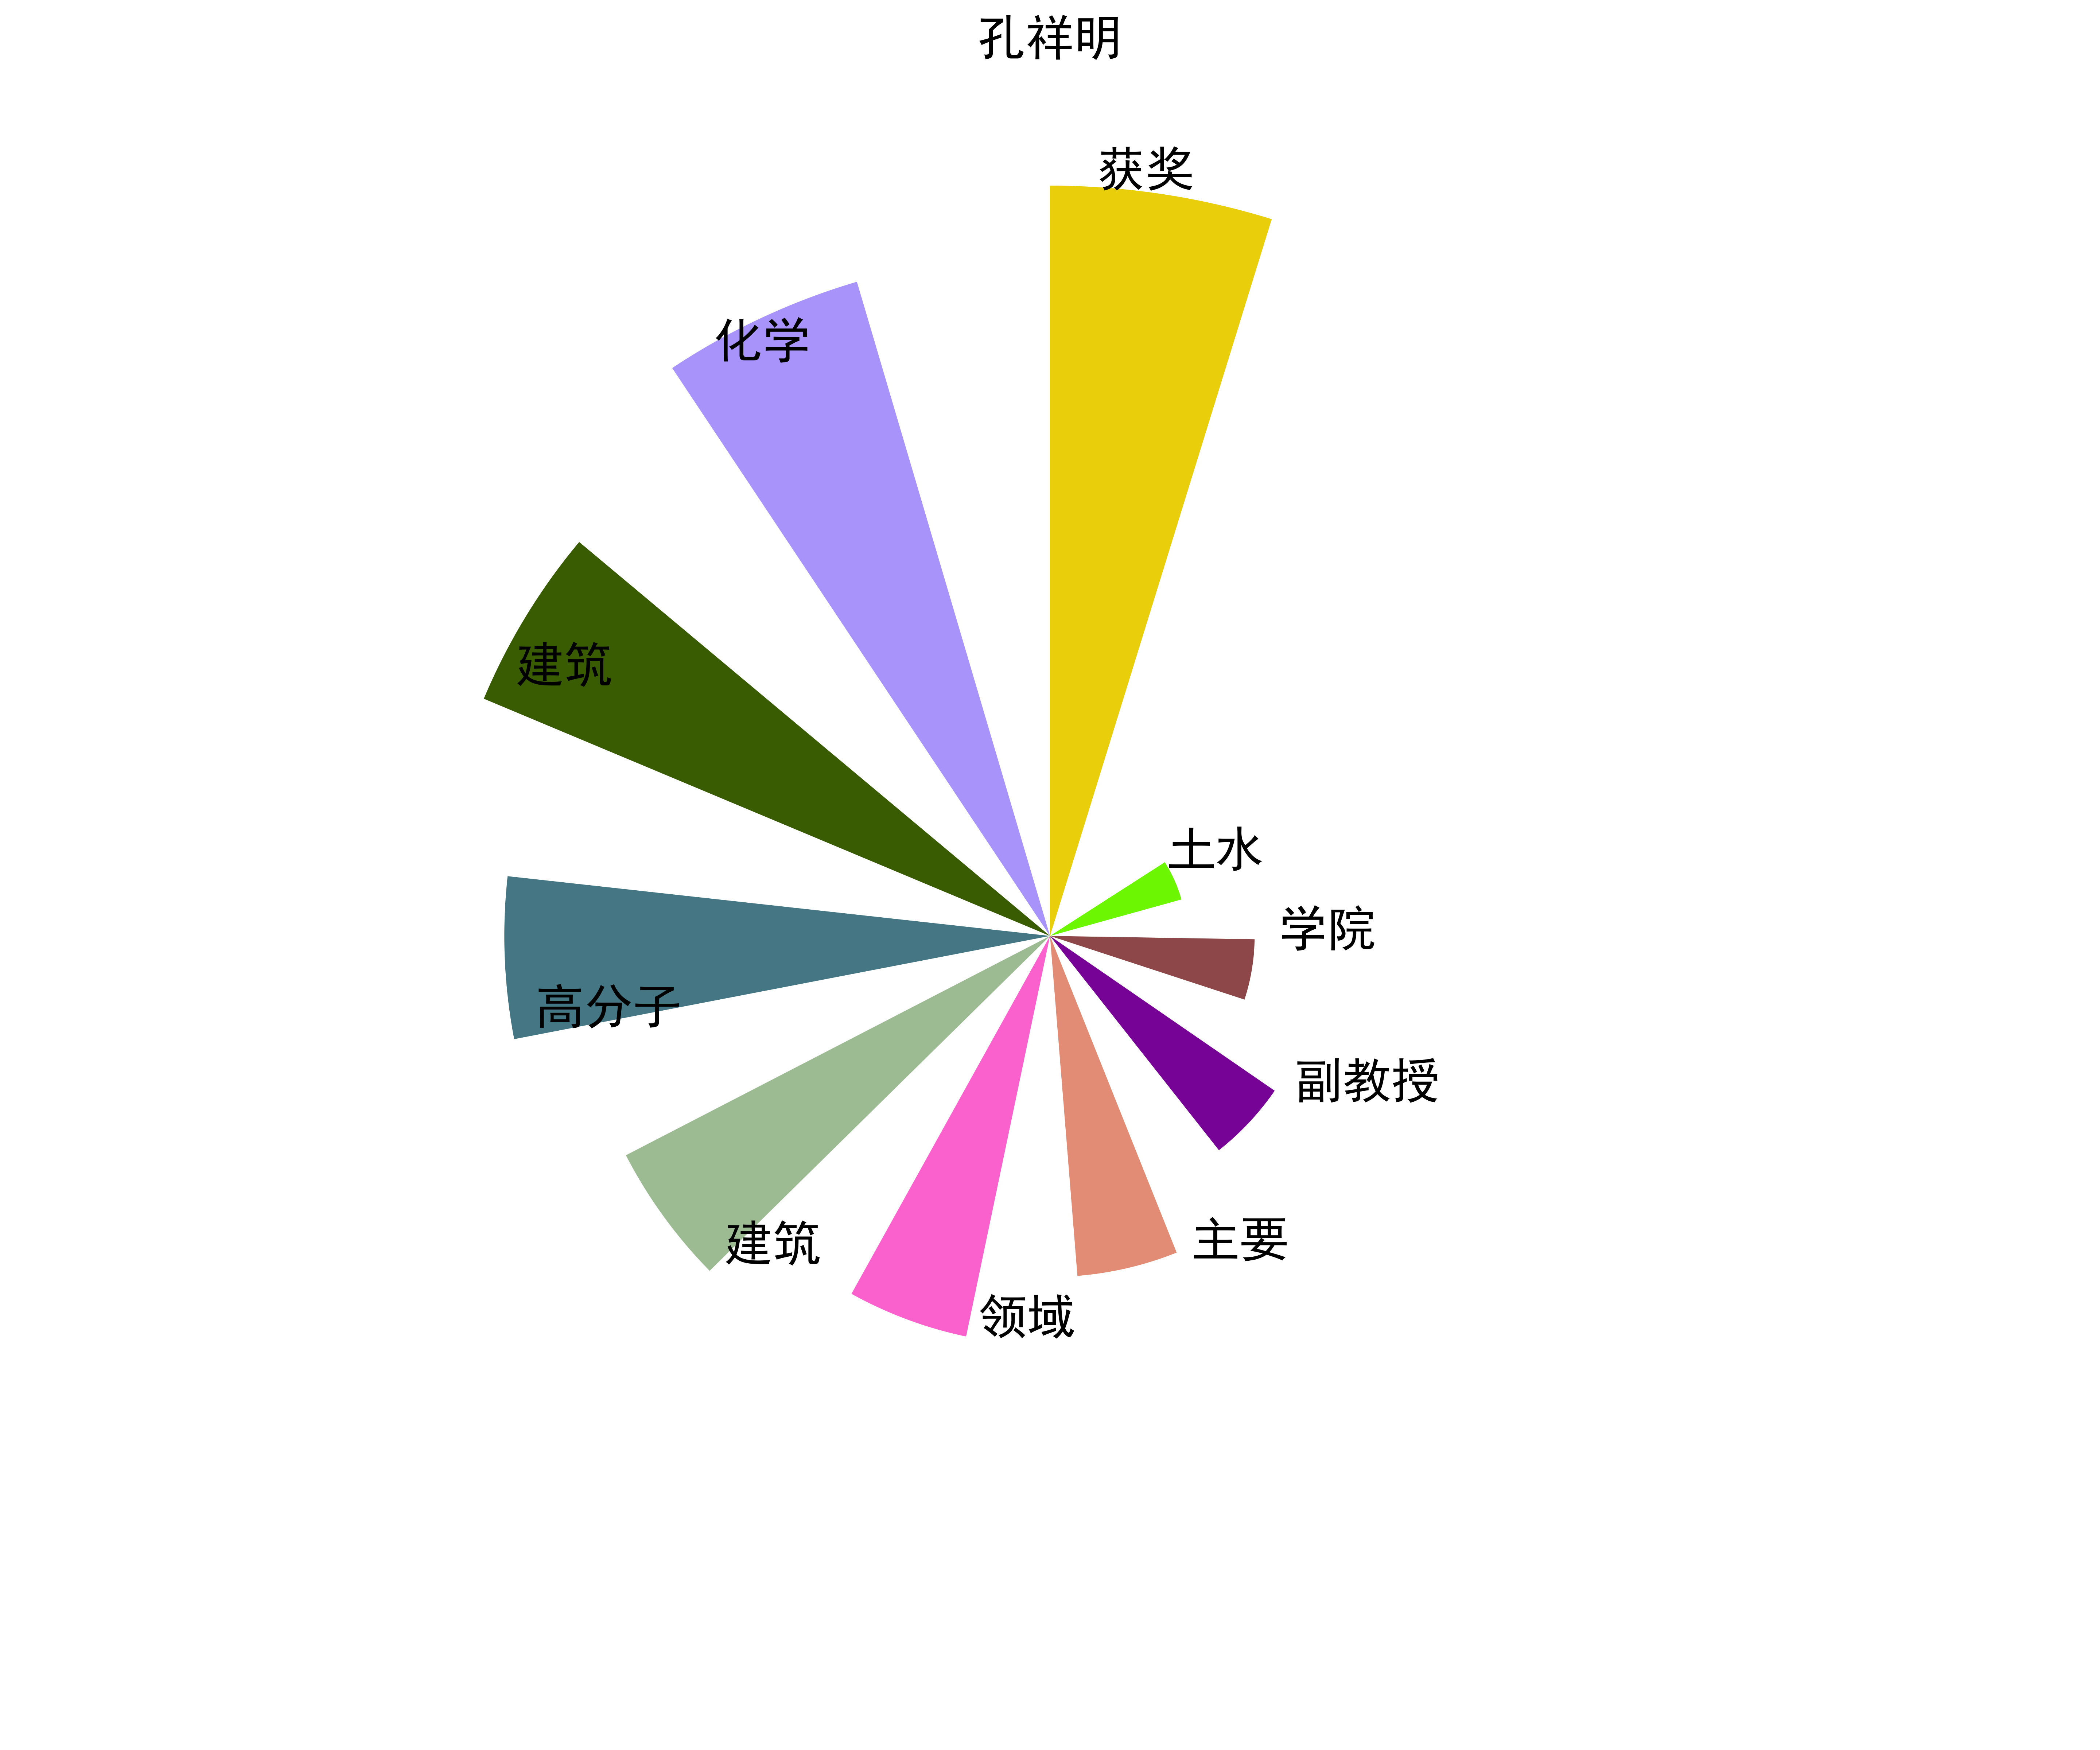 孔祥明
获奖
化学
建筑
土水
学院
高分子
副教授
建筑
主要
领域